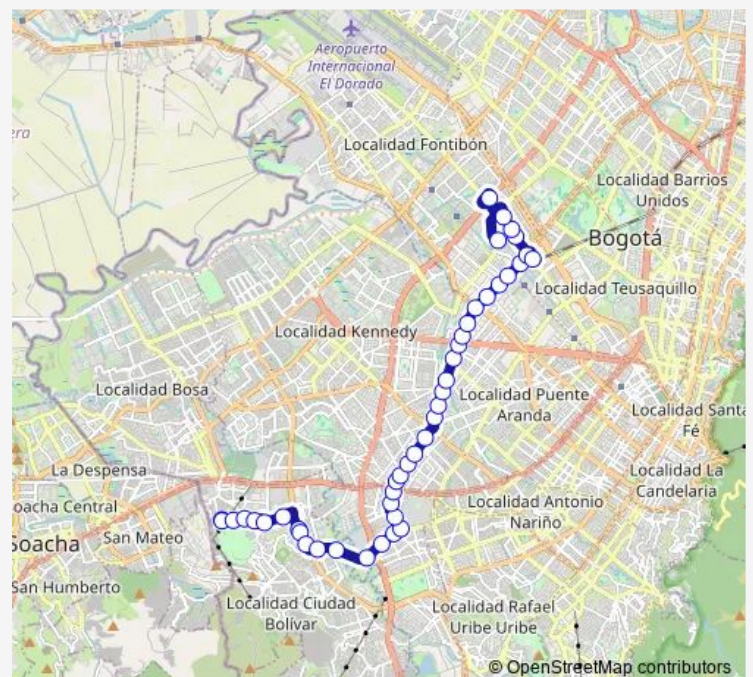 Aeropuerto
Internacional
El Dorado
era
Localidad Fontibón
Localidad Barrios
Unidos
Bogotá
Localidad Teusaquillo
Localidad Kennedy
Localidad Bosa
Localidad Puente
Aranda
Localidad Santa
Fé
La Despensa
Localidad La
Candelaria
oacha Central
Localidad Antonio
Nariño
Soacha
San Mateo
San Humberto
Localidad Ciudad
Bolívar
Localidad Rafael
Uribe Uribe
© OpenStreetMap contributors